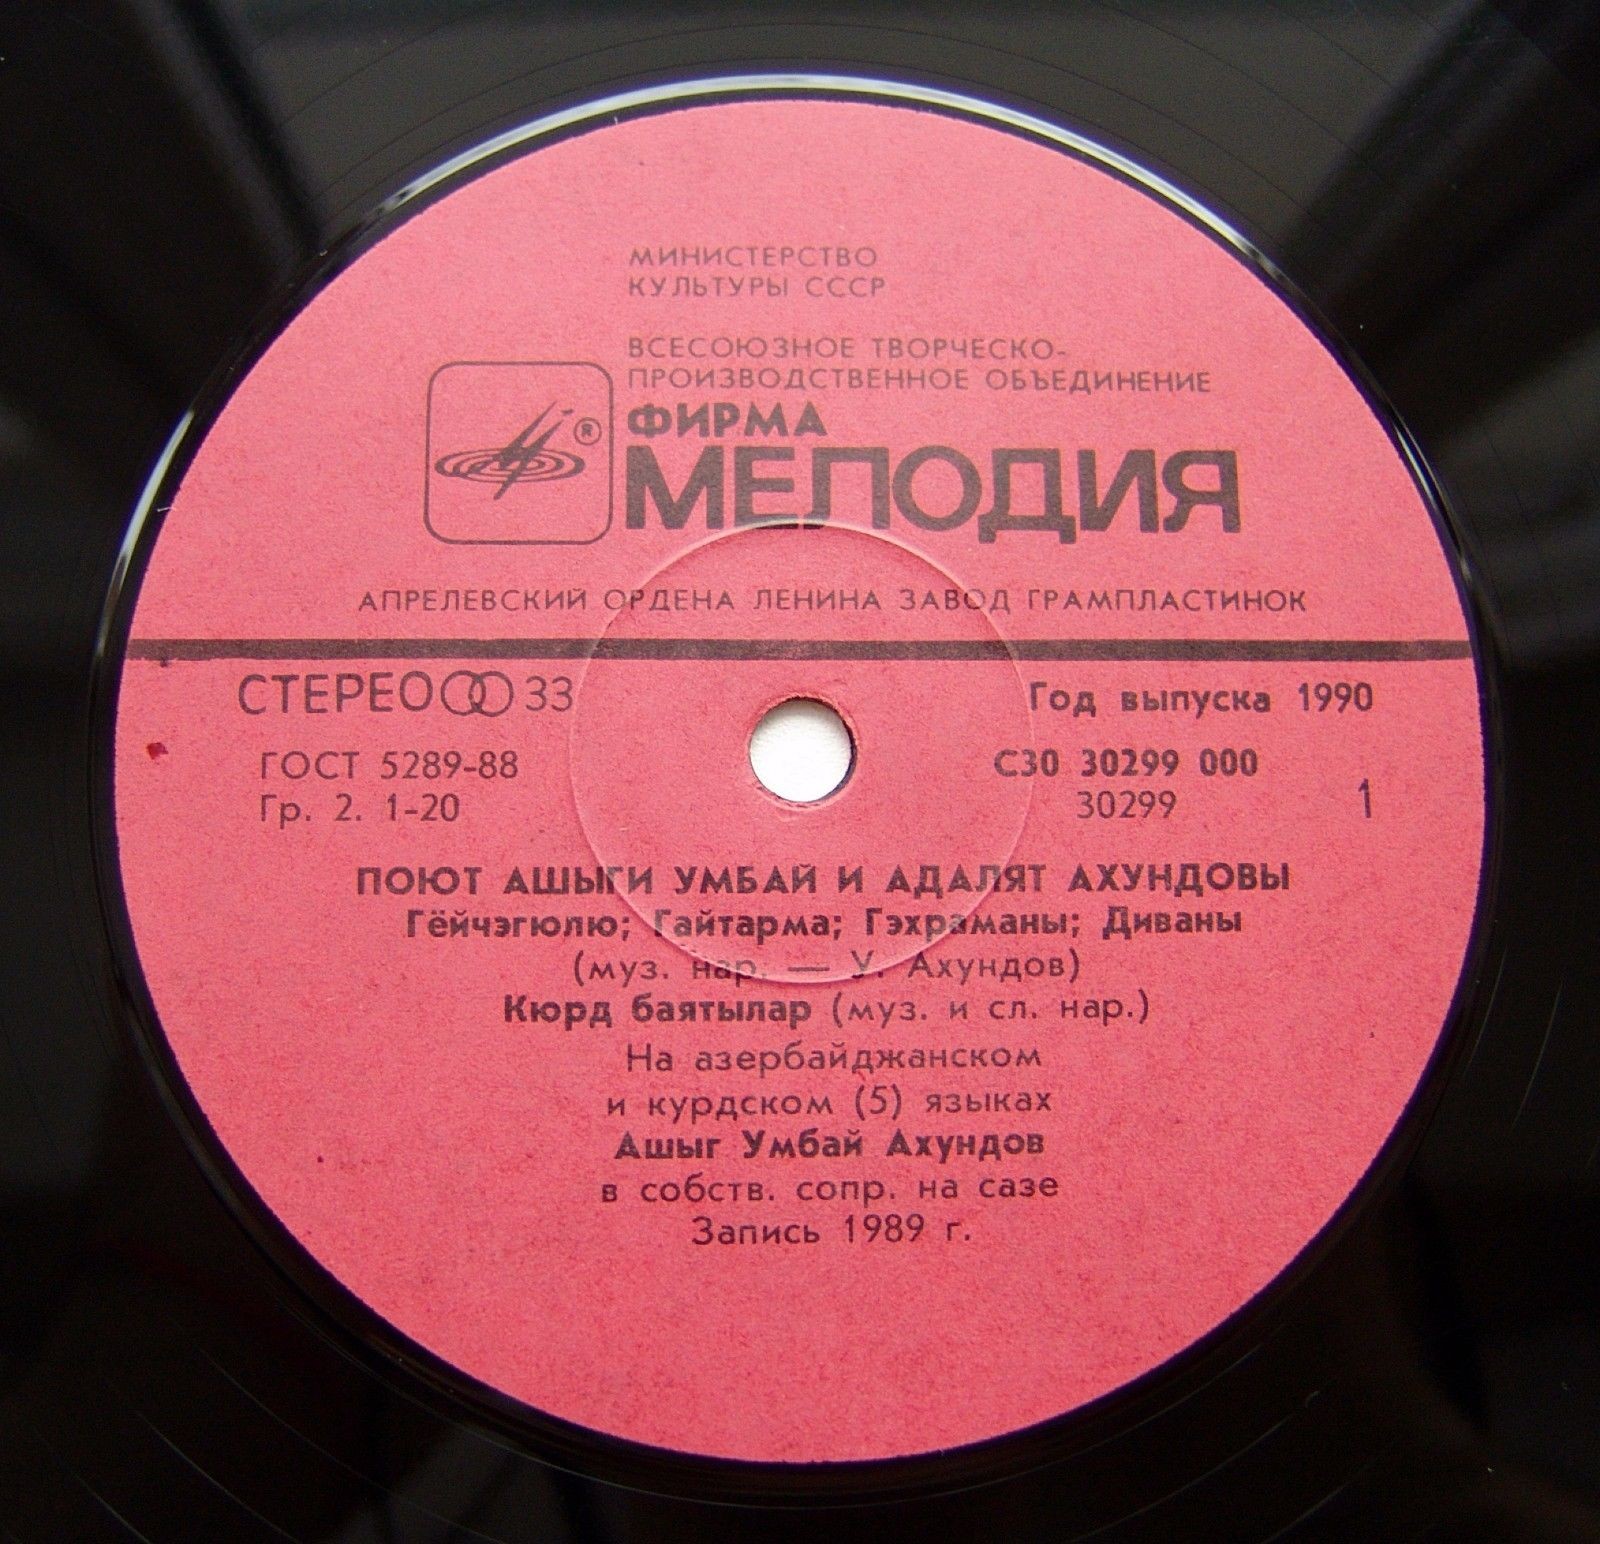 МИНИСТЕРСТВО
КУЛЬТУРЫ СССР
ВСЕСОЮЗНОЕ ТВОРЧЕСКО-
ПРОИЗВОДСТВЕННОЕ ОБЪЕДИНЕНИЕ
®
ФИРМА
МЕЛОДИЯ
АПРЕЛЕВСКИЙ ОРДЕНА ЛЕНИНА ЗАВОД ГРАМПЛАСТИНОК
СТЕРЕО 33
Год выпуска 1990
ГОСТ 5289-88
С30 30299 000
Гр. 2. 1-20
30299
1
ПОЮТ АШЫГИ УМБАЙ И АДАЛЯТ АХУНДОВЫ
Гёйчэгюлю; Гайтарма; Гэхраманы; Диваны
(муз. нар. — У. Ахундов)
Кюрд баятылар (муз. и сл. нар.)
На азербайджанском
и курдском (5) языках
Ашыг Умбай Ахундов
в собств. сопр. на сазе
Запись 1989 г.